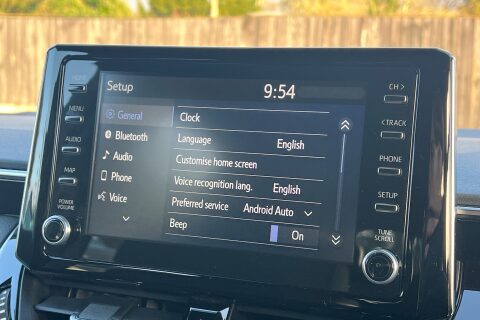 Setup
9:54
General
Bluetooth
Audio
Phone
Voice
Clock
Language English
Customise home screen
Voice recognition lang. English
Preferred service Android Auto
Beep On
HOME
MENU
AUDIO
MAP
POWER
VOLUME
CH >
< TRACK
PHONE
SETUP
TUNE
SCROLL